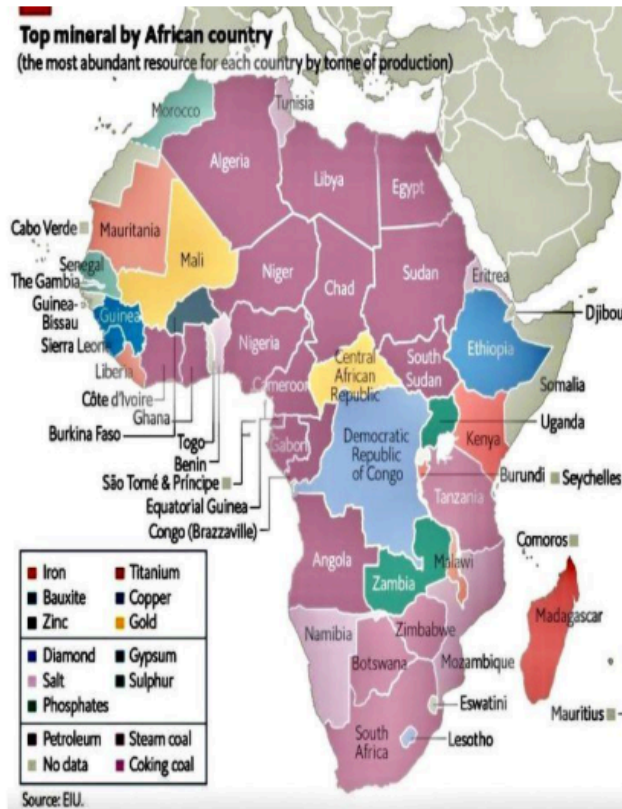 Top mineral by African country
(the most abundant resource for each country by tonne of production)
Morocco
Tunisia
Algeria
Libya
Egypt
Cabo Verde
Mauritania
Mali
Niger
Chad
Sudan
Eritrea
Senegal
The Gambia
Guinea-
Bissau
Guinea
Djibou
Sierra Leone
Nigeria
Ethiopia
Liberia
Central
African
Republic
South
Sudan
Somalia
Côte d'Ivoire
Cameroon
Ghana
Uganda
Burkina Faso
Togo
Benin
Gabon
Democratic
Republic
of Congo
Kenya
São Tomé & Príncipe
Burundi
Seychelles
Equatorial Guinea
Tanzania
Congo (Brazzaville)
Comoros
Angola
Malawi
Zambia
Madagascar
Namibia
Zimbabwe
Botswana
Mozambique
Eswatini
Mauritius
South
Africa
Lesotho
Iron
Titanium
Bauxite
Copper
Zinc
Gold
Diamond
Gypsum
Salt
Sulphur
Phosphates
Petroleum
Steam coal
No data
Coking coal
Source: EIU.